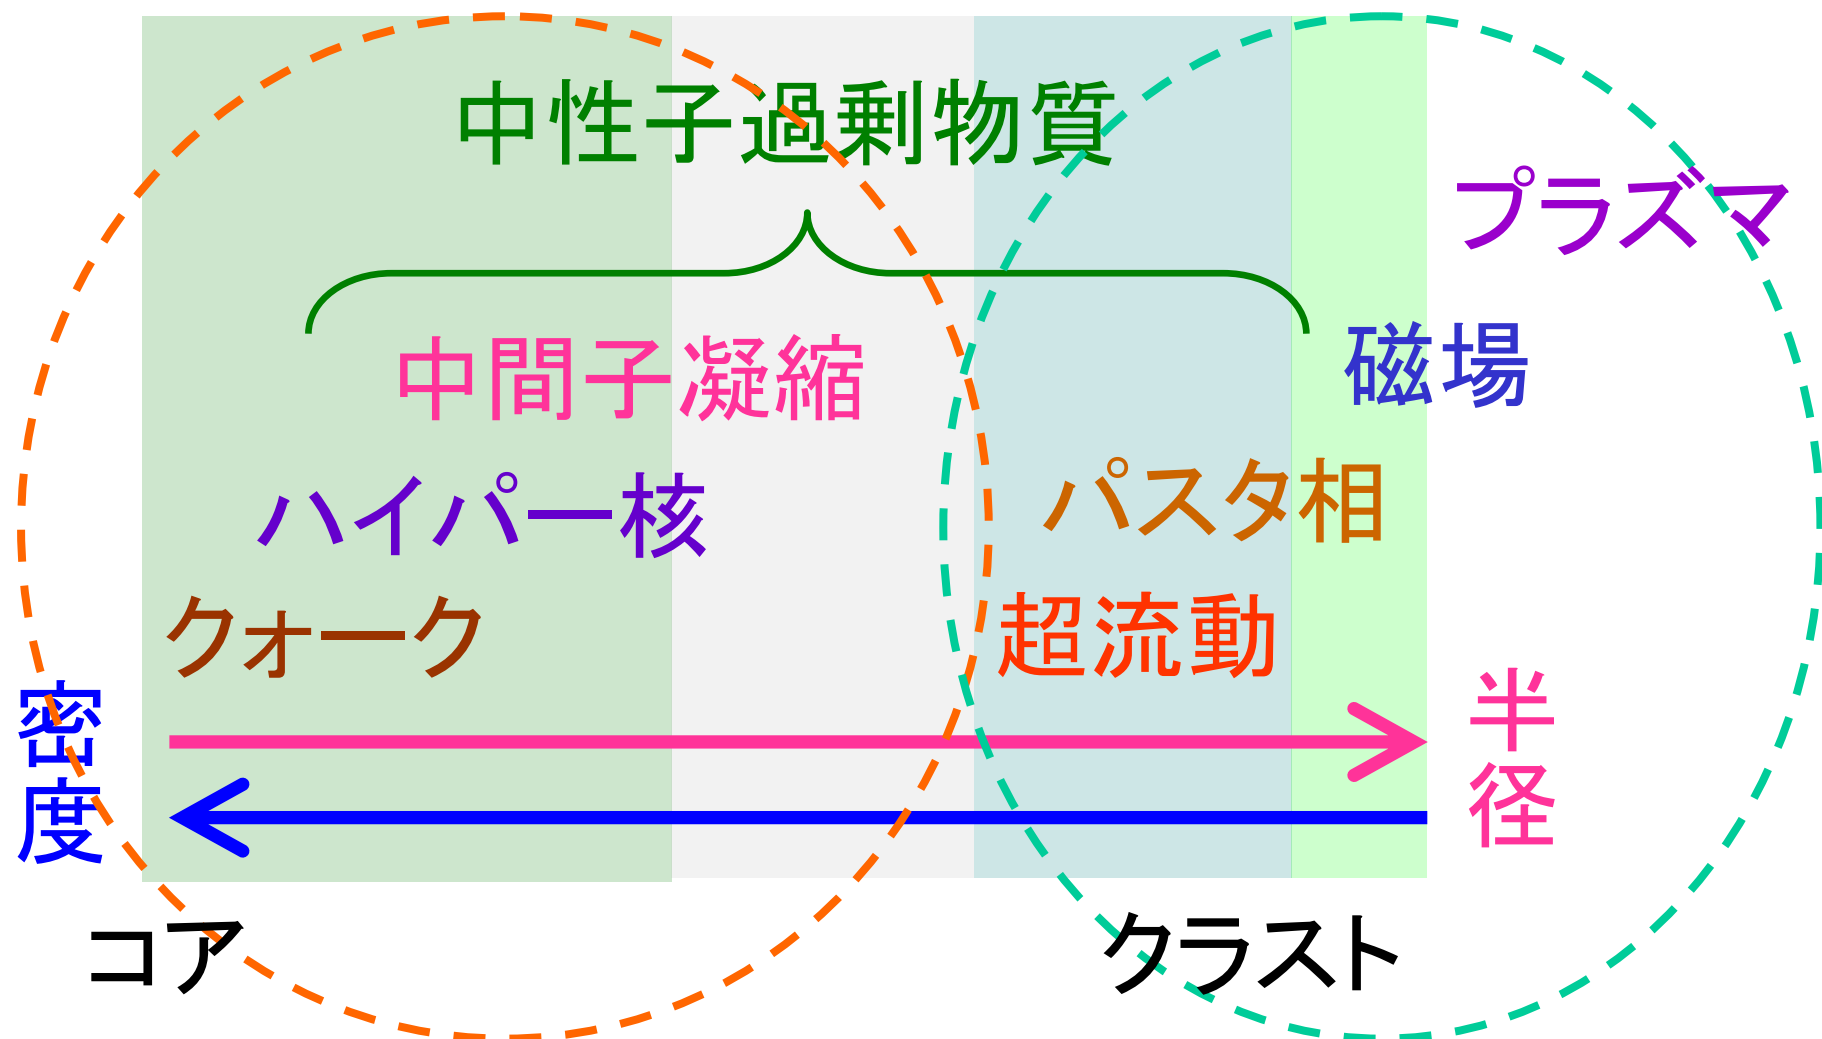 中性子過剰物質
プラズマ
中間子凝縮
磁場
ハイパー核
パスタ相
クォーク
超流動
密度
半径
コア
クラスト